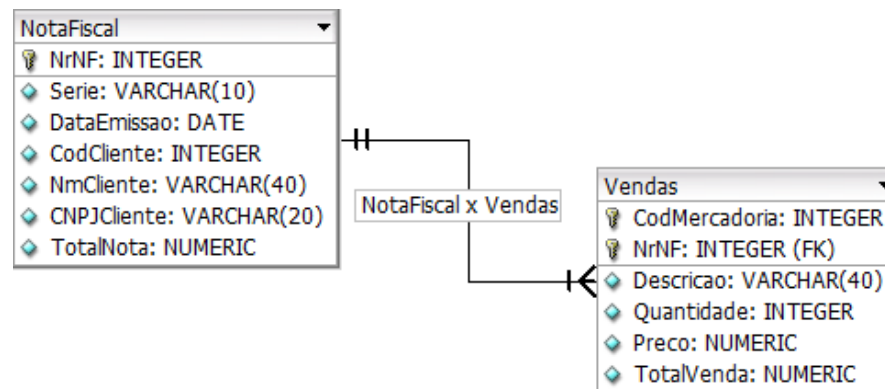 NotaFiscal
NrNF: INTEGER
Serie: VARCHAR(10)
DataEmissao: DATE
CodCliente: INTEGER
NmCliente: VARCHAR(40)
CNPJCliente: VARCHAR(20)
TotalNota: NUMERIC
NotaFiscal x Vendas
Vendas
CodMercadoria: INTEGER
NrNF: INTEGER (FK)
Descricao: VARCHAR(40)
Quantidade: INTEGER
Preco: NUMERIC
TotalVenda: NUMERIC